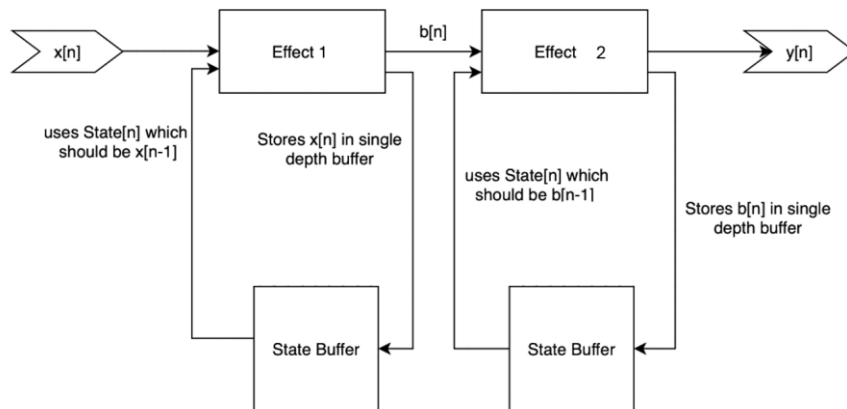 x[n]
Effect 1
b[n]
Effect 2
y[n]
uses State[n] which
should be x[n-1]
Stores x[n] in single
depth buffer
uses State[n] which
should be b[n-1]
Stores b[n] in single
depth buffer
State Buffer
State Buffer